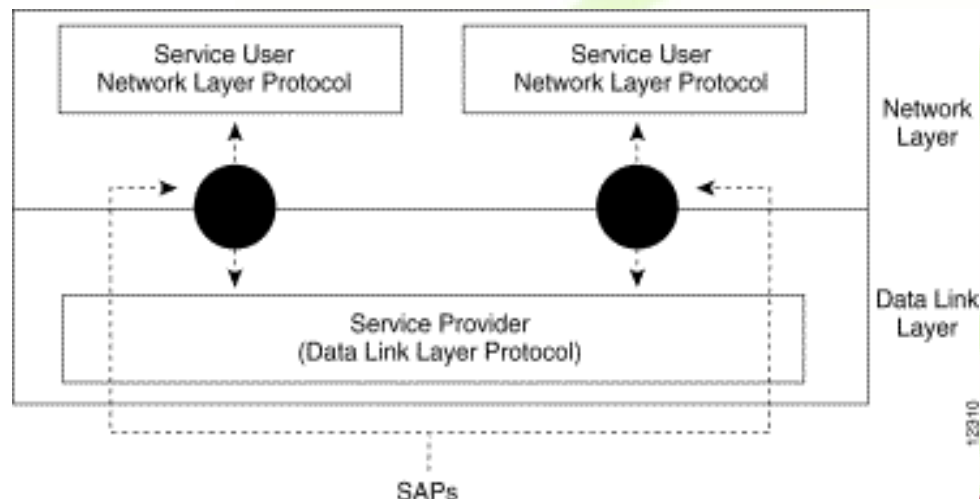 Service User
Network Layer Protocol
Service User
Network Layer Protocol
Network
Layer
Service Provider
(Data Link Layer Protocol)
Data Link
Layer
12310
SAPs